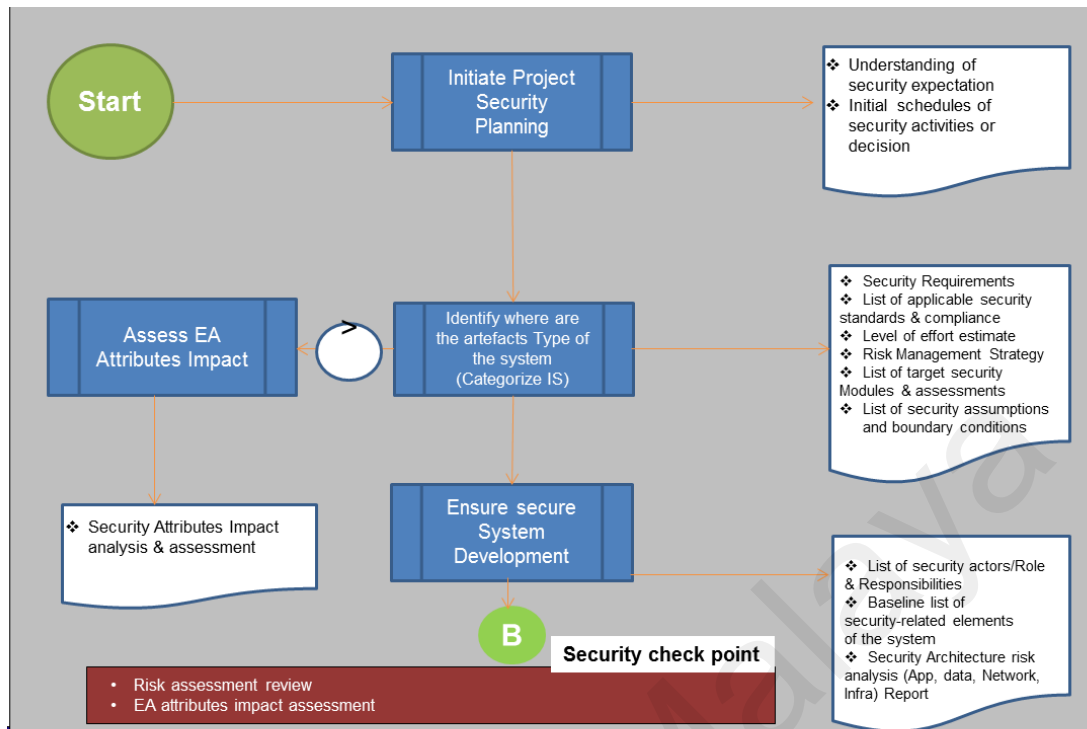 Start
Initiate Project
Security
Planning
❖ Understanding of
security expectation
❖ Initial schedules of
security activities or
decision
Assess EA
Attributes Impact
>
Identify where are
the artefacts Type of
the system
(Categorize IS)
❖ Security Requirements
❖ List of applicable security
standards & compliance
❖ Level of effort estimate
❖ Risk Management Strategy
❖ List of target security
Modules & assessments
❖ List of security assumptions
and boundary conditions
❖ Security Attributes Impact
analysis & assessment
Ensure secure
System
Development
❖ List of security actors/Role
& Responsibilities
❖ Baseline list of
security-related elements
of the system
❖ Security Architecture risk
analysis (App, data, Network,
Infra) Report
B
Security check point
• Risk assessment review
• EA attributes impact assessment
Malaya